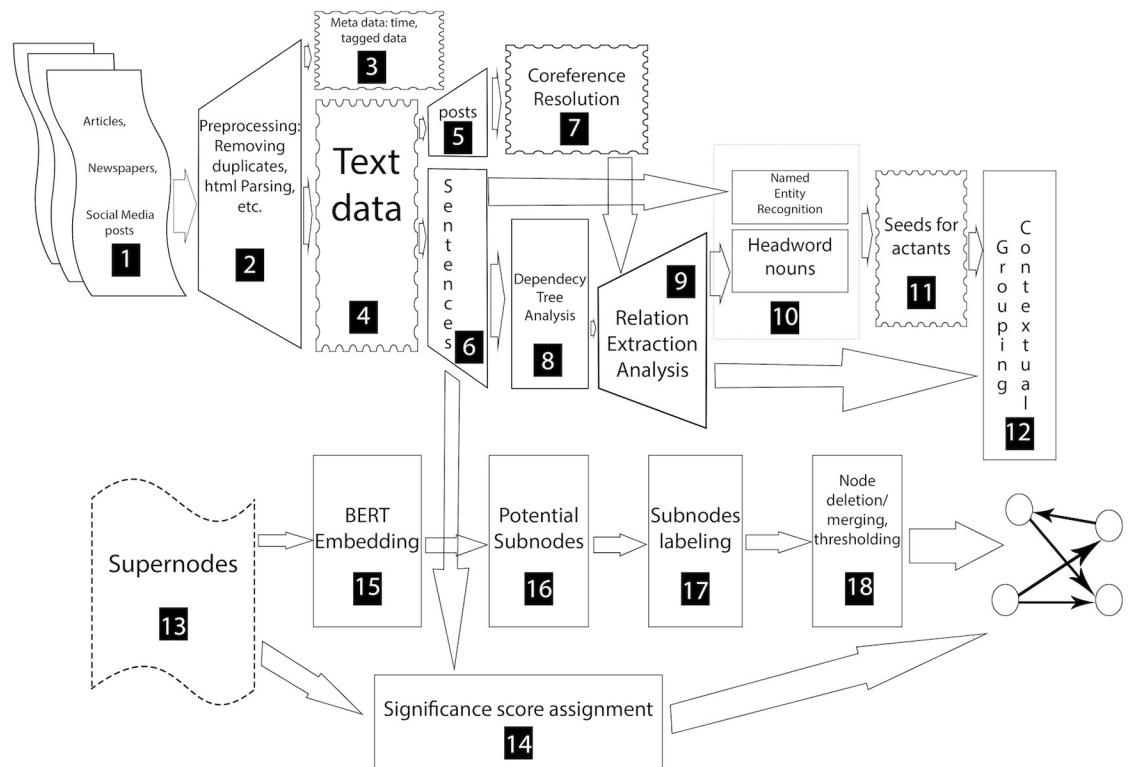 Articles,
Newspapers,
Social Media
posts
1
Preprocessing:
Removing
duplicates,
html Parsing,
etc.
2
Meta data: time,
tagged data
3
Text
data
4
posts
5
Sentences
6
Coreference
Resolution
7
Dependecy
Tree
Analysis
8
9
Relation
Extraction
Analysis
Named
Entity
Recognition
Headword
nouns
10
Seeds for
actants
11
Grouping
Contextual
12
Supernodes
13
BERT
Embedding
15
Potential
Subnodes
16
Subnodes
labeling
17
Node
deletion/
merging,
thresholding
18
Significance score assignment
14